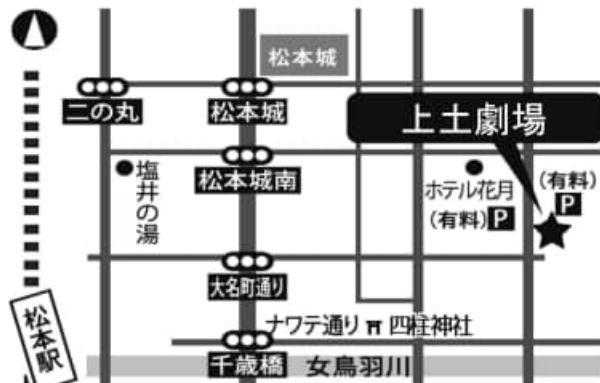 松本城
二の丸
松本城
上土劇場
松本城南
塩井の湯
ホテル花月
(有料)P
(有料)
P
大名町通り
ナワテ通り
四柱神社
千歳橋
女鳥羽川
松本駅